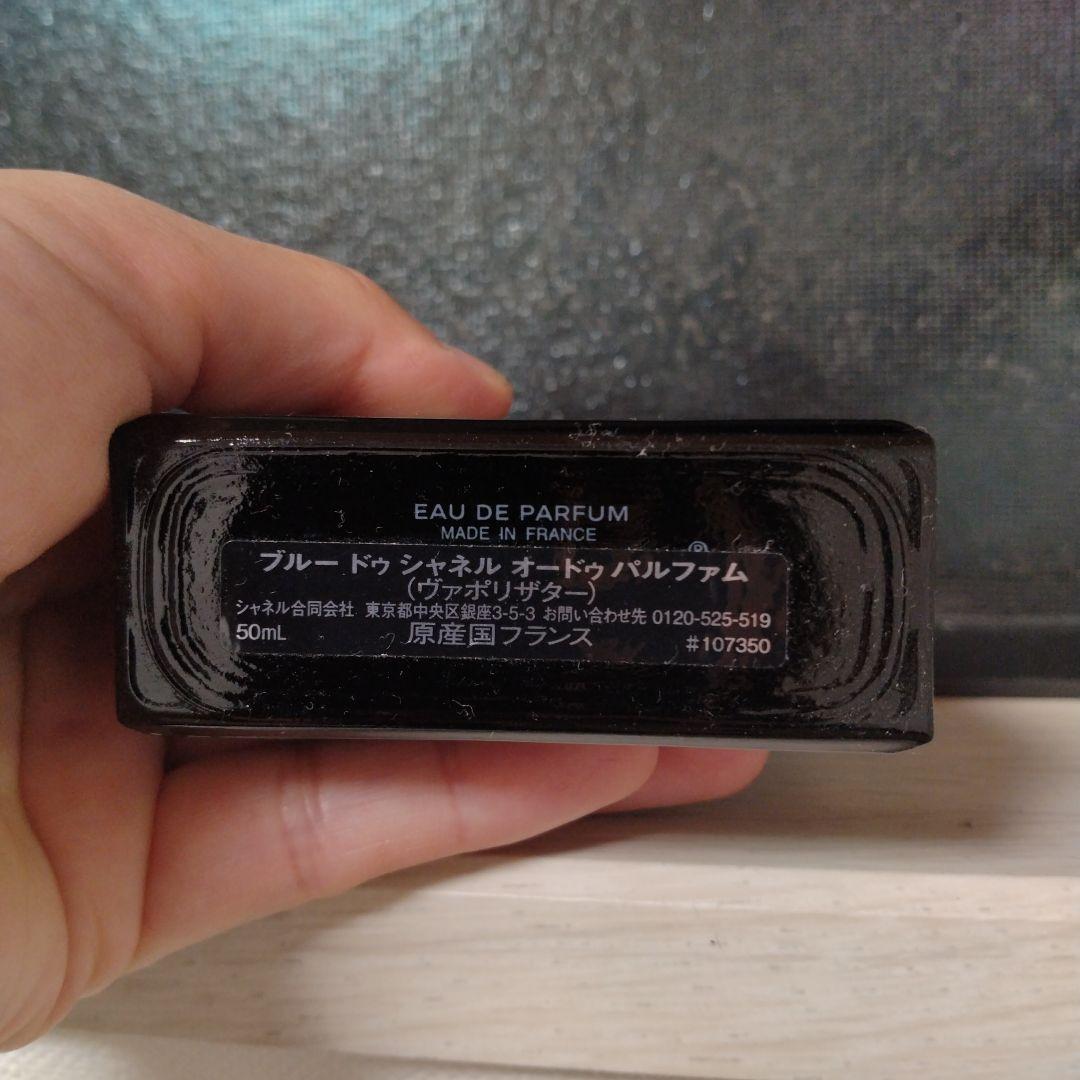 EAU DE PARFUM
MADE IN FRANCE
®
ブルー ドゥ シャネル オードゥ パルファム
(ヴァポリザター)
シャネル合同会社 東京都中央区銀座3-5-3 お問い合わせ先 0120-525-519
50mL 原産国フランス #107350